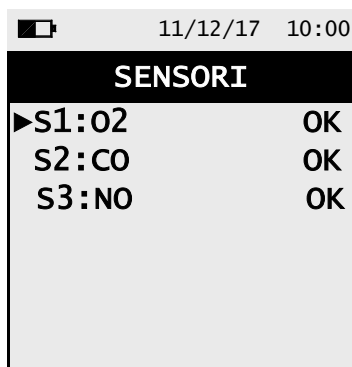 11/12/17 10:00
SENSORI
►S1:O2 OK
S2:CO OK
S3:NO OK